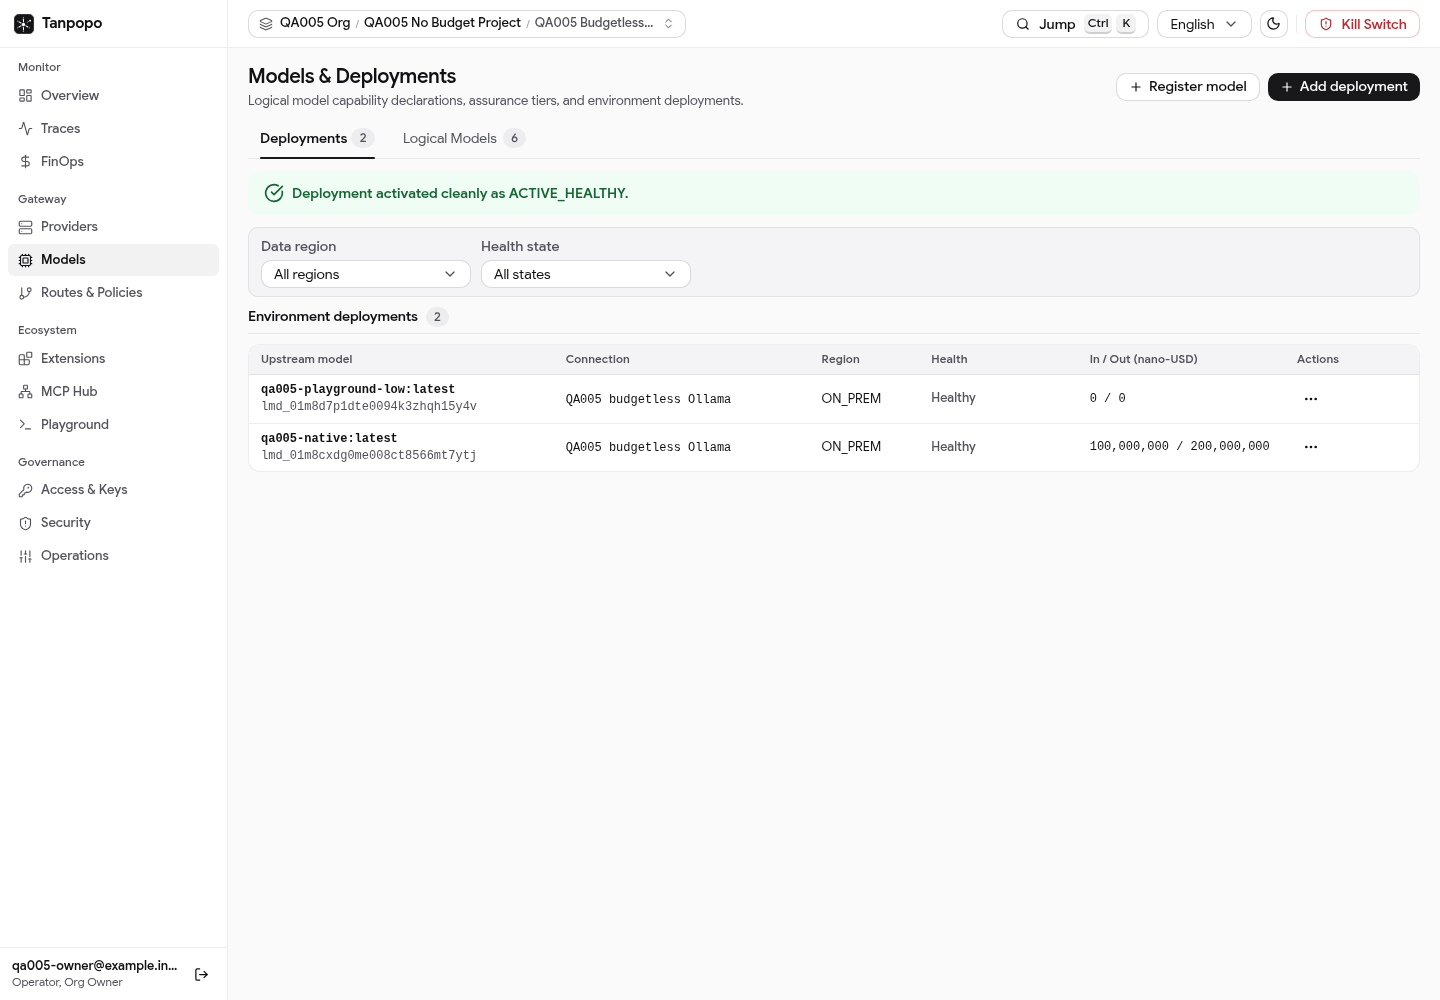 Tanpopo
QA005 Org / QA005 No Budget Project / QA005 Budgetless...
Jump Ctrl K
English
Kill Switch
Monitor
Overview
Traces
FinOps
Gateway
Providers
Models
Routes & Policies
Ecosystem
Extensions
MCP Hub
Playground
Governance
Access & Keys
Security
Operations
qa005-owner@example.in...
Operator, Org Owner
Models & Deployments
Logical model capability declarations, assurance tiers, and environment deployments.
Register model
Add deployment
Deployments 2
Logical Models 6
Deployment activated cleanly as ACTIVE_HEALTHY.
Data region
Health state
All regions
All states
Environment deployments 2
Upstream model Connection Region Health In / Out (nano-USD) Actions
qa005-playground-low:latest
lmd_01m8d7p1dte0094k3zhqh15y4v
QA005 budgetless Ollama ON_PREM Healthy 0 / 0
qa005-native:latest
lmd_01m8cxdg0me008ct8566mt7ytj
QA005 budgetless Ollama ON_PREM Healthy 100,000,000 / 200,000,000